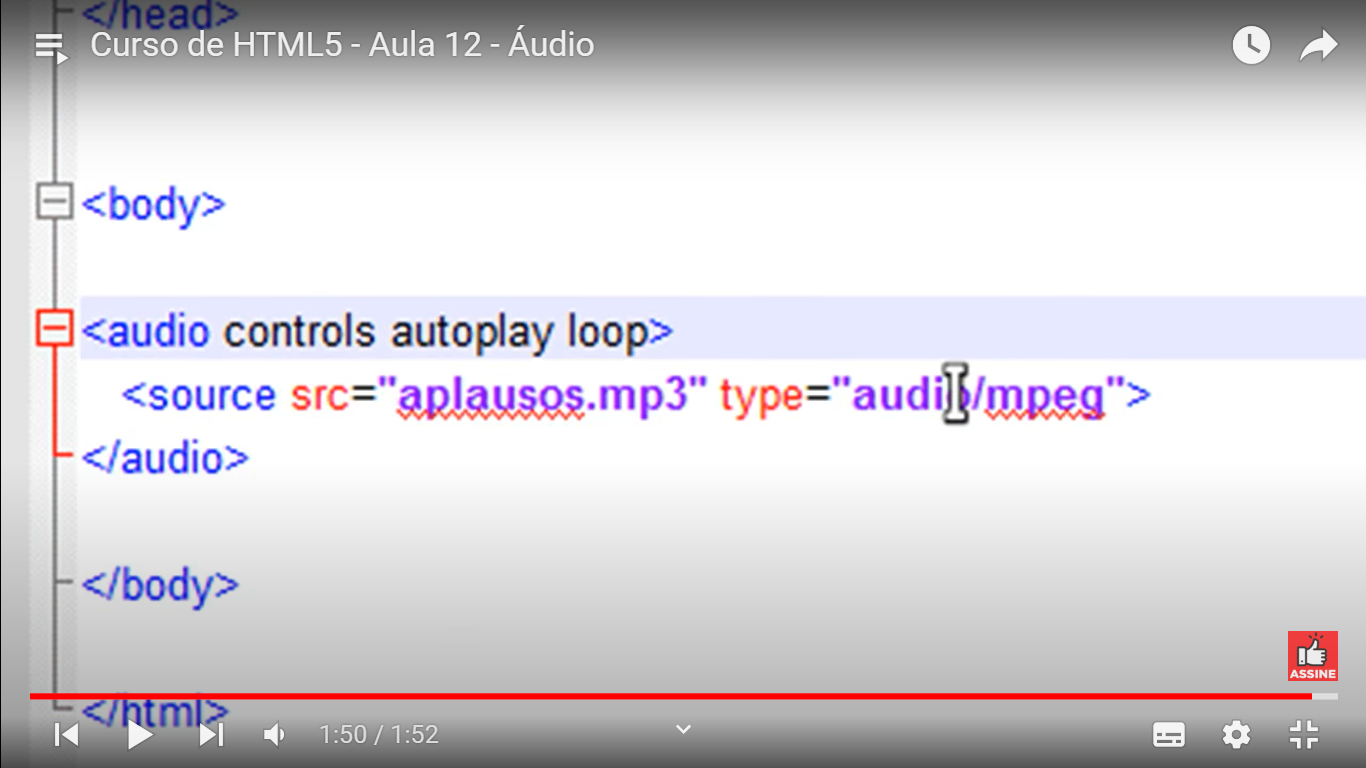 </head>
Curso de HTML5 - Aula 12 - Áudio
<body>
<audio controls autoplay loop>
<source src="aplausos.mp3" type="audio/mpeg">
</audio>
</body>
ASSINE
</html>
1:50 / 1:52